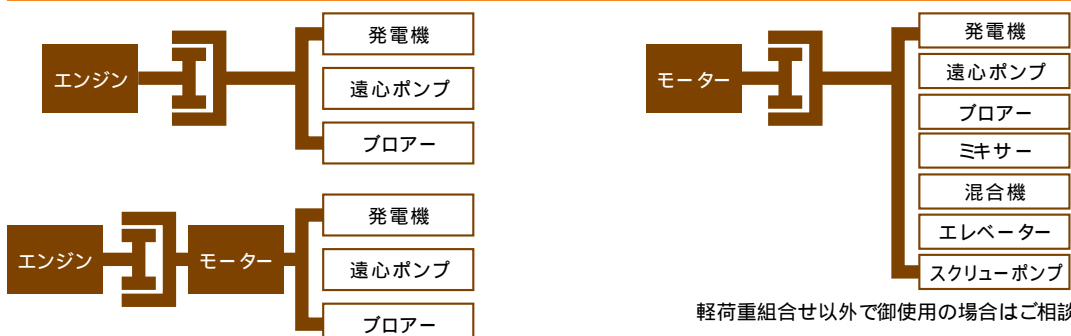 エンジン
発電機
遠心ポンプ
ブロアー
エンジン
モーター
発電機
遠心ポンプ
ブロアー
モーター
発電機
遠心ポンプ
ブロアー
ミキサー
混合機
エレベーター
スクリューポンプ
軽荷重組合せ以外で御使用の場合はご相談